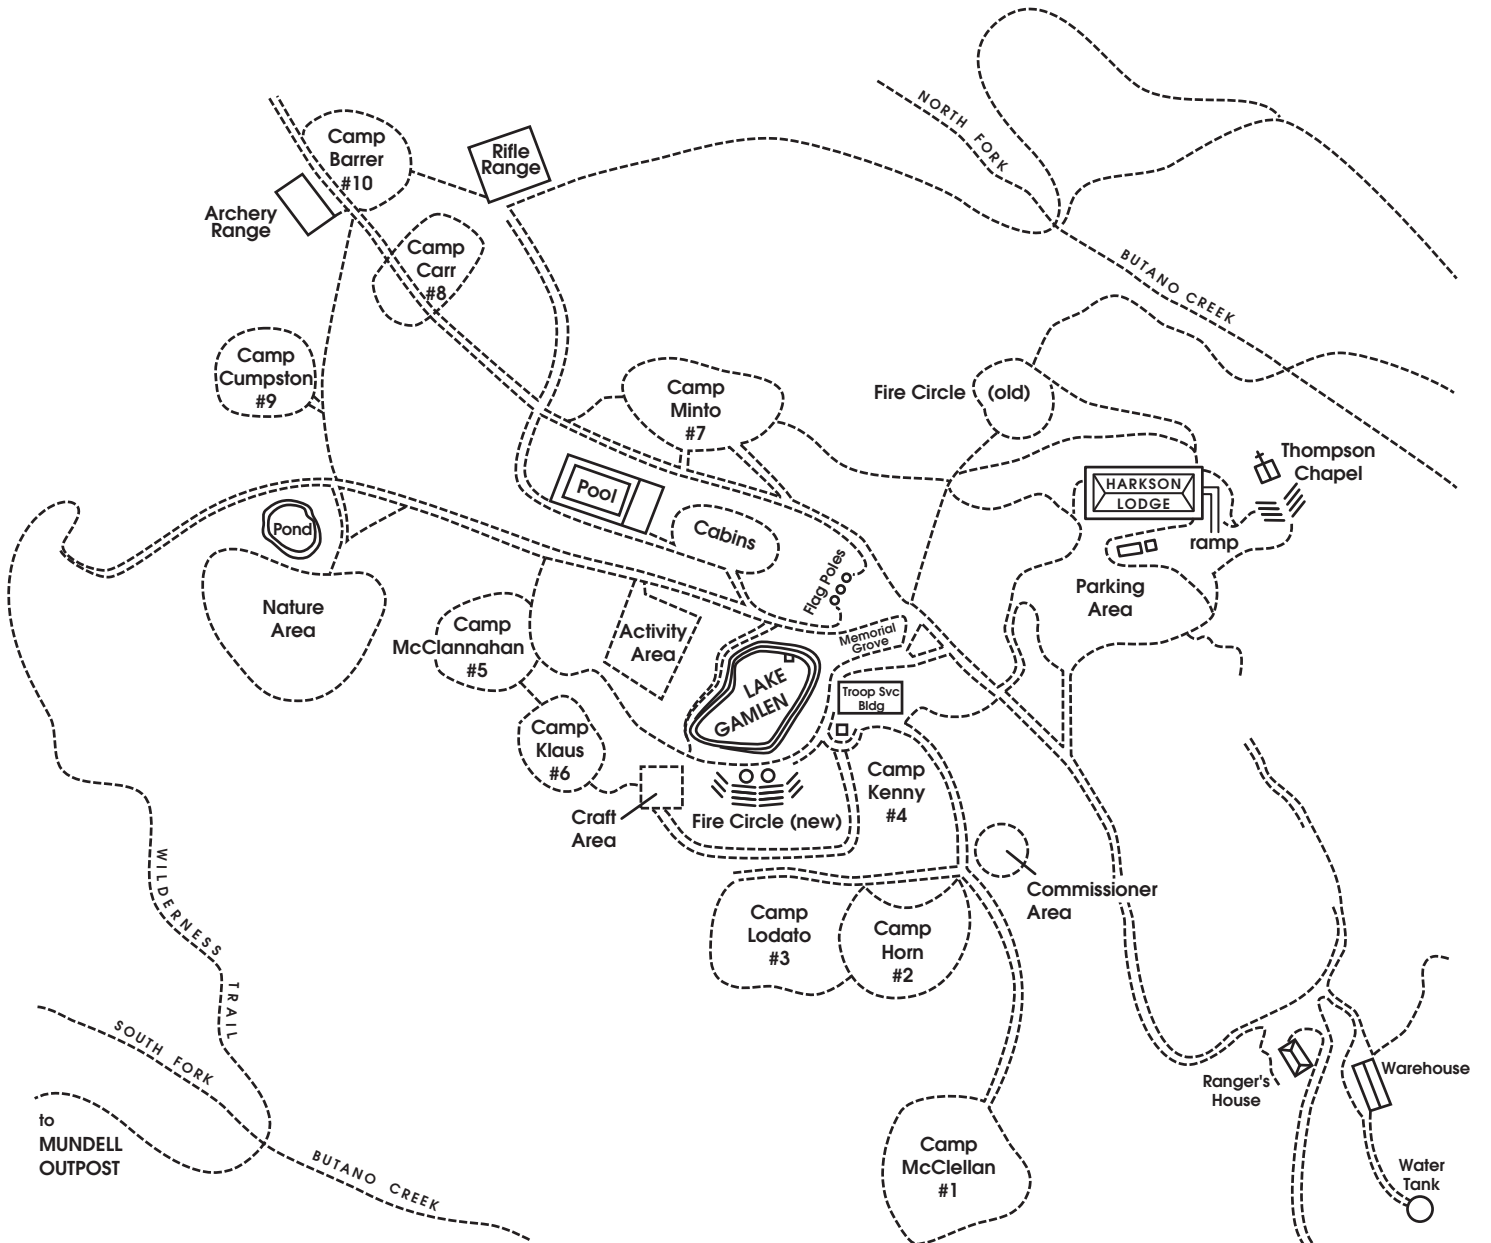 NORTH FORK
Camp
Barrer
#10
Rifle
Range
Archery
Range
Camp
Carr
#8
BUTANO CREEK
Camp
Cumpston
#9
Camp
Minto
#7
Fire Circle (old)
Thompson
Chapel
HARKSON
LODGE
ramp
Pool
Cabins
Pond
Flag Poles
Parking
Area
Nature
Area
Camp
McClannahan
#5
Activity
Area
Memorial
Grove
LAKE
GAMLEN
Troop Svc
Bldg
Camp
Klaus
#6
Camp
Kenny
#4
Craft
Area
Fire Circle (new)
WILDERNESS TRAIL
Commissioner
Area
Camp
Lodato
#3
Camp
Horn
#2
SOUTH FORK
Ranger's
House
Warehouse
to
MUNDELL
OUTPOST
BUTANO CREEK
Camp
McClellan
#1
Water
Tank